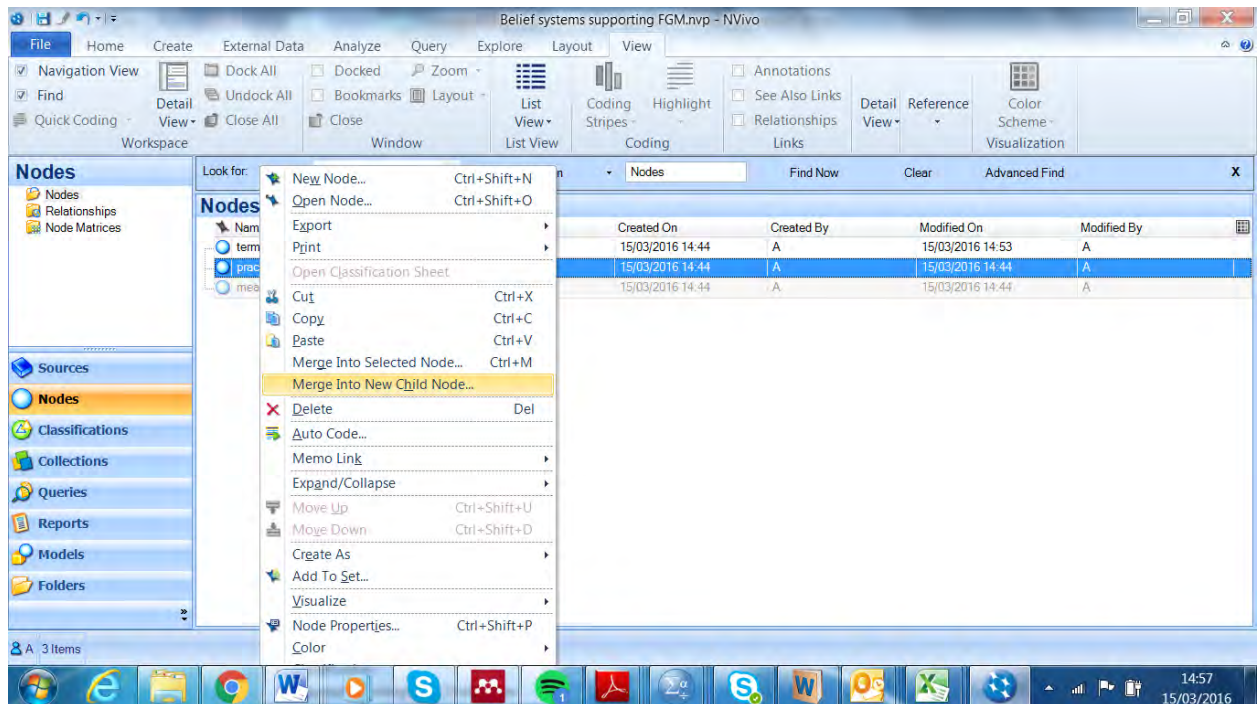 Belief systems supporting FGM.nvp - NVivo
File Home Create External Data Analyze Query Explore Layout View
Navigation View Dock All Docked Zoom Annotations
Find Undock All Bookmarks Layout See Also Links
Quick Coding Close All Close Relationships
Detail View List View Coding Stripes Highlight Detail View Reference Color Scheme
Workspace Window List View Coding Links Visualization
Nodes
Nodes
Relationships
Node Matrices
Sources
Nodes
Classifications
Collections
Queries
Reports
Models
Folders
Look for: n Nodes Find Now Clear Advanced Find X
Nodes
Nam Created On Created By Modified On Modified By
term 15/03/2016 14:44 A 15/03/2016 14:53 A
prac 15/03/2016 14:44 A 15/03/2016 14:44 A
mea 15/03/2016 14:44 A 15/03/2016 14:44 A
New Node... Ctrl+Shift+N
Open Node... Ctrl+Shift+O
Export
Print
Open Classification Sheet
Cut Ctrl+X
Copy Ctrl+C
Paste Ctrl+V
Merge Into Selected Node... Ctrl+M
Merge Into New Child Node...
Delete Del
Auto Code...
Memo Link
Expand/Collapse
Move Up Ctrl+Shift+U
Move Down Ctrl+Shift+D
Create As
Add To Set...
Visualize
Node Properties... Ctrl+Shift+P
Color
A 3 Items
14:57
15/03/2016